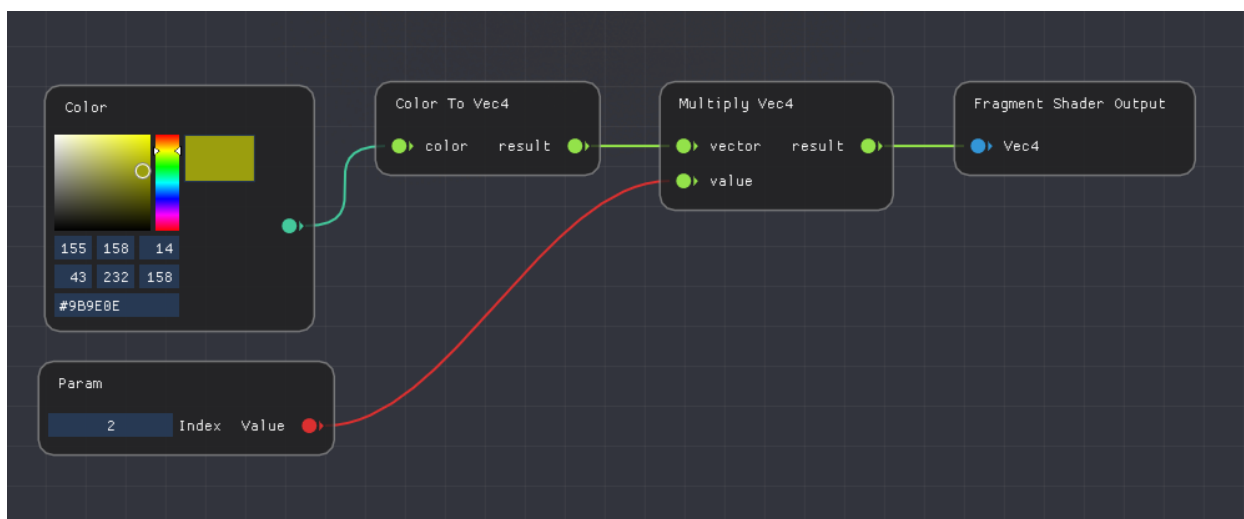 Color
155 158 14
43 232 158
#9B9E0E
Color To Vec4
color result
Multiply Vec4
vector result
value
Fragment Shader Output
Vec4
Param
2 Index Value